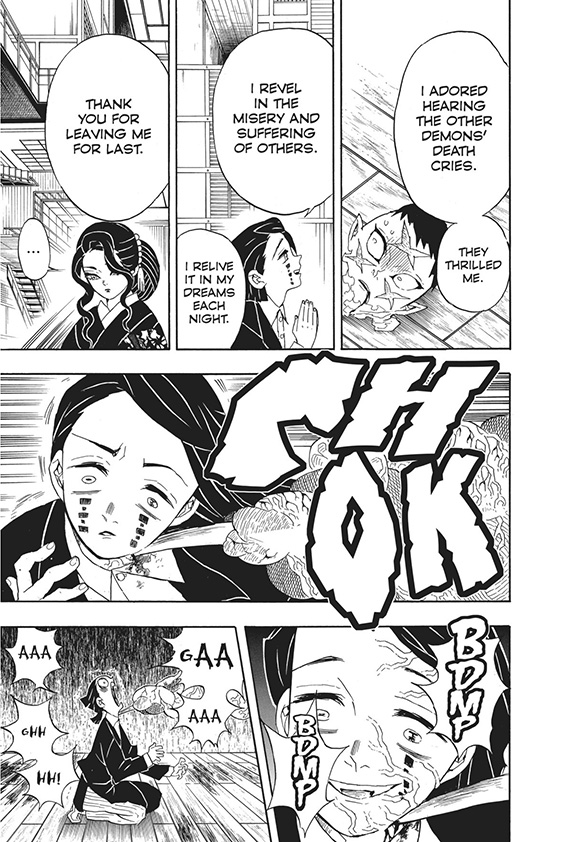 I ADORED
HEARING
THE OTHER
DEMONS'
DEATH
CRIES.
THEY
THRILLED
ME.
I REVEL
IN THE
MISERY AND
SUFFERING
OF OTHERS.
I RELIVE
IT IN MY
DREAMS
EACH
NIGHT.
THANK
YOU FOR
LEAVING ME
FOR LAST.
...
CHOK
BDMP
BDMP
GAA
AAA
AAA
GHH
HH!